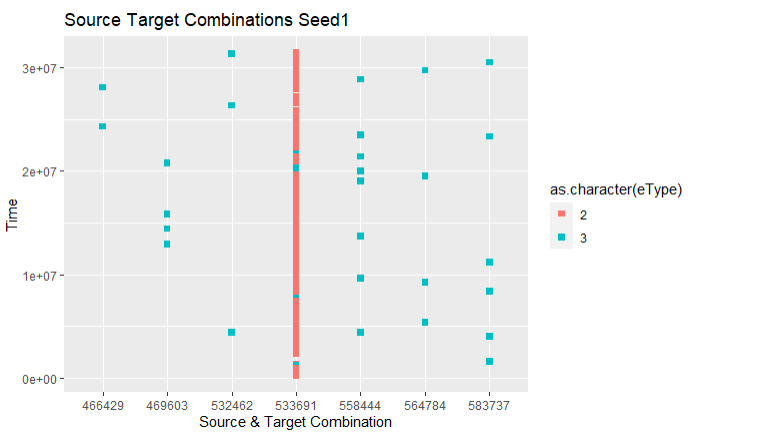 Source Target Combinations Seed1
3e+07
2e+07
1e+07
0e+00
Time
466429 469603 532462 533691 558444 564784 583737
Source & Target Combination
as.character(eType)
2
3